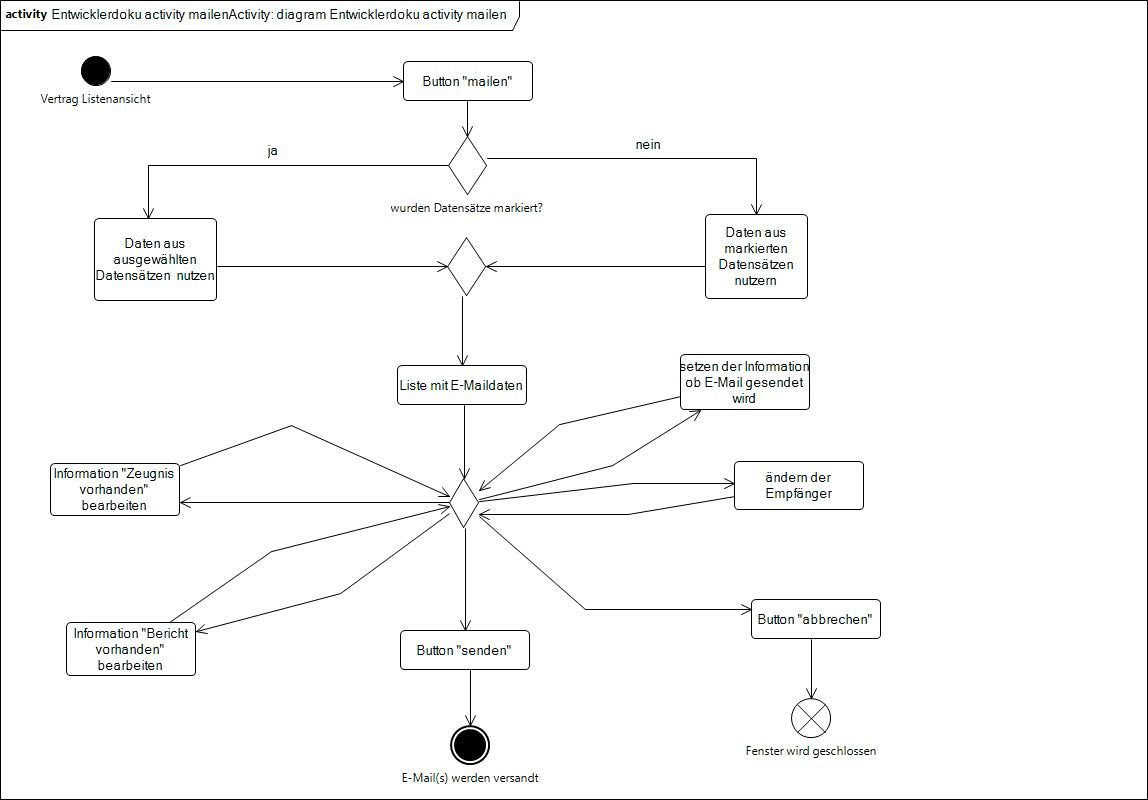 activity Entwicklerdoku activity mailenActivity: diagram Entwicklerdoku activity mailen
Vertrag Listenansicht
Button "mailen"
ja
nein
wurden Datensätze markiert?
Daten aus
ausgewählten
Datensätzen nutzen
Daten aus
markierten
Datensätzen
nutzern
Liste mit E-Maildaten
setzen der Information
ob E-Mail gesendet
wird
Information "Zeugnis
vorhanden"
bearbeiten
ändern der
Empfänger
Information "Bericht
vorhanden"
bearbeiten
Button "senden"
Button "abbrechen"
Fenster wird geschlossen
E-Mail(s) werden versandt